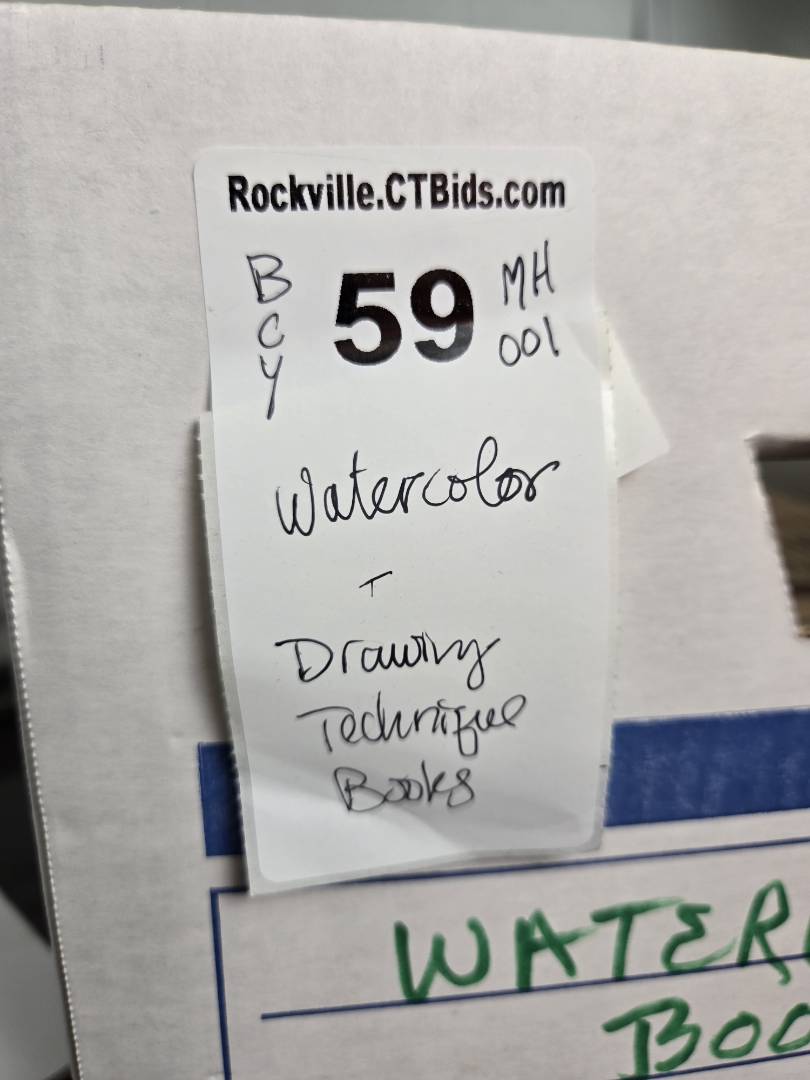 Rockville.CTBids.com
B
C
Y
59
MH
001
Watercolor
+
Drawing
Technique
Books
WATER
BOO